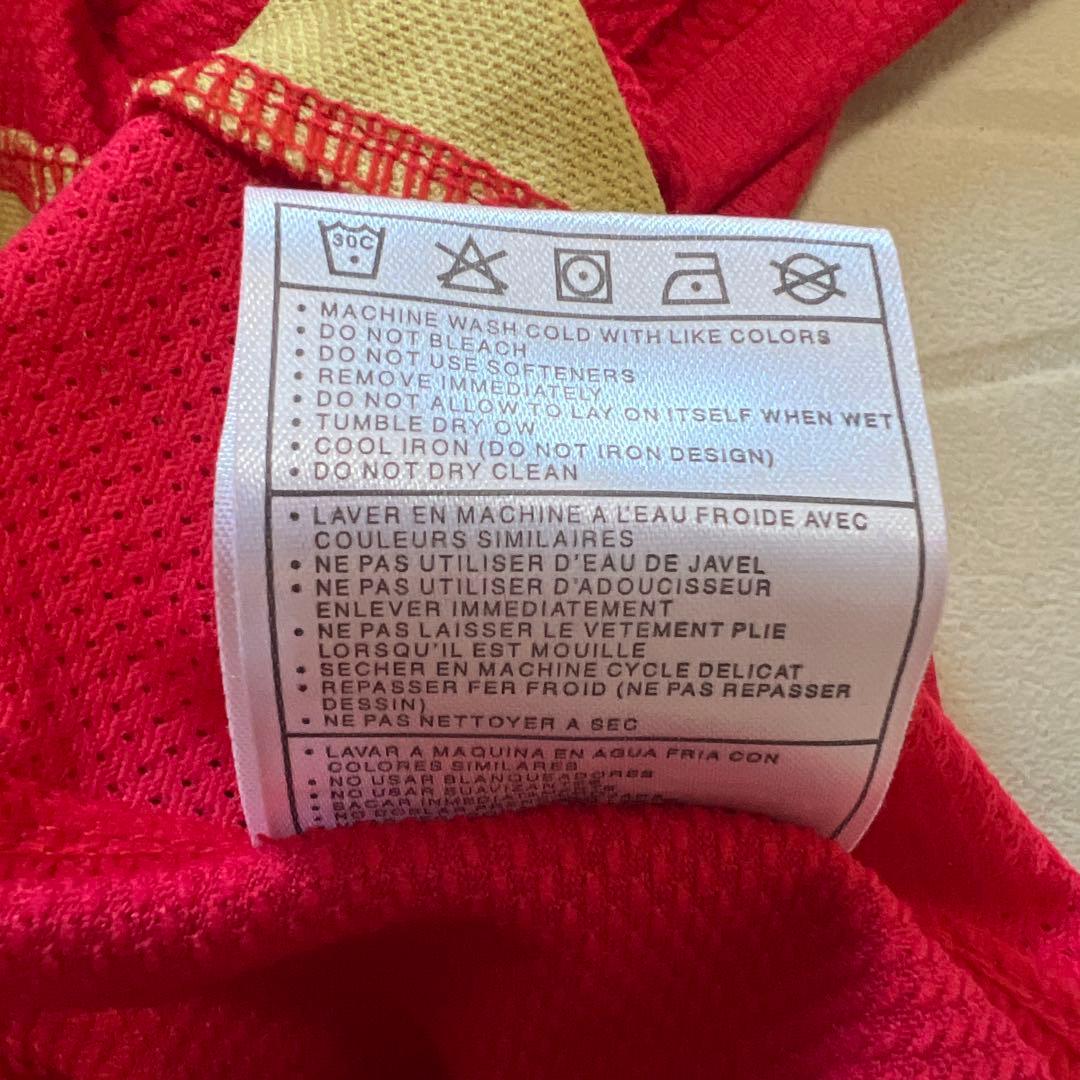 30C
• MACHINE WASH COLD WITH LIKE COLORS
• DO NOT BLEACH
• DO NOT USE SOFTENERS
• REMOVE IMMEDIATELY
• DO NOT ALLOW TO LAY ON ITSELF WHEN WET
• TUMBLE DRY OW
• COOL IRON (DO NOT IRON DESIGN)
• DO NOT DRY CLEAN
• LAVER EN MACHINE A L'EAU FROIDE AVEC
COULEURS SIMILAIRES
• NE PAS UTILISER D'EAU DE JAVEL
• NE PAS UTILISER D'ADOUCISSEUR
ENLEVER IMMEDIATEMENT
• NE PAS LAISSER LE VETEMENT PLIE
LORSQU'IL EST MOUILLE
• SECHER EN MACHINE CYCLE DELICAT
• REPASSER FER FROID (NE PAS REPASSER
DESSIN)
• NE PAS NETTOYER A SEC
• LAVAR A MAQUINA EN AGUA FRIA CON
COLORES SIMILARES
• NO USAR BLANQUEADORES
• NO USAR
• SACAR